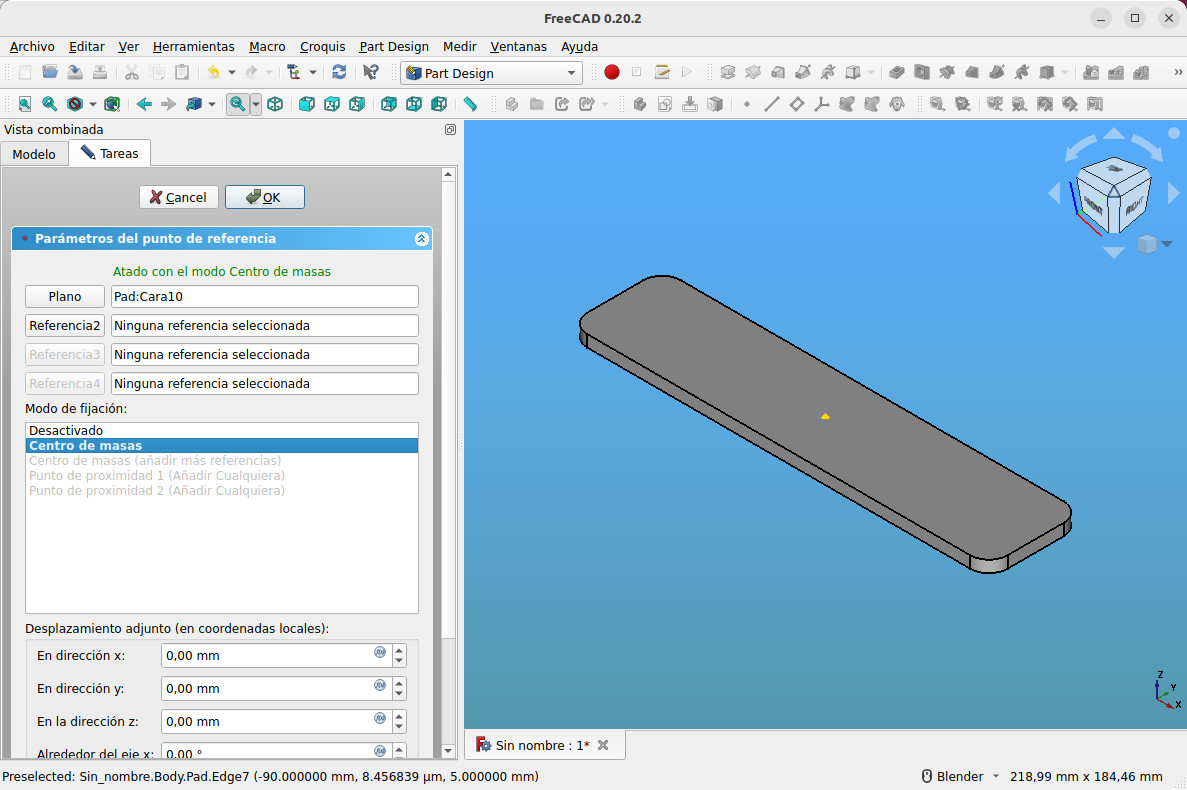 FreeCAD 0.20.2
Archivo Editar Ver Herramientas Macro Croquis Part Design Medir Ventanas Ayuda
Part Design
Vista combinada
Modelo Tareas
Cancel OK
Parámetros del punto de referencia
Atado con el modo Centro de masas
Plano Pad:Cara10
Referencia2 Ninguna referencia seleccionada
Referencia3 Ninguna referencia seleccionada
Referencia4 Ninguna referencia seleccionada
Modo de fijación:
Desactivado
Centro de masas
Centro de masas (añadir más referencias)
Punto de proximidad 1 (Añadir Cualquiera)
Punto de proximidad 2 (Añadir Cualquiera)
Desplazamiento adjunto (en coordenadas locales):
En dirección x: 0,00 mm
En dirección y: 0,00 mm
En la dirección z: 0,00 mm
Alrededor del eje x: 0,00 °
FRONT RIGHT
Z
Y
X
Sin nombre : 1*
Preselected: Sin_nombre.Body.Pad.Edge7 (-90.000000 mm, 8.456839 μm, 5.000000 mm) Blender 218,99 mm x 184,46 mm